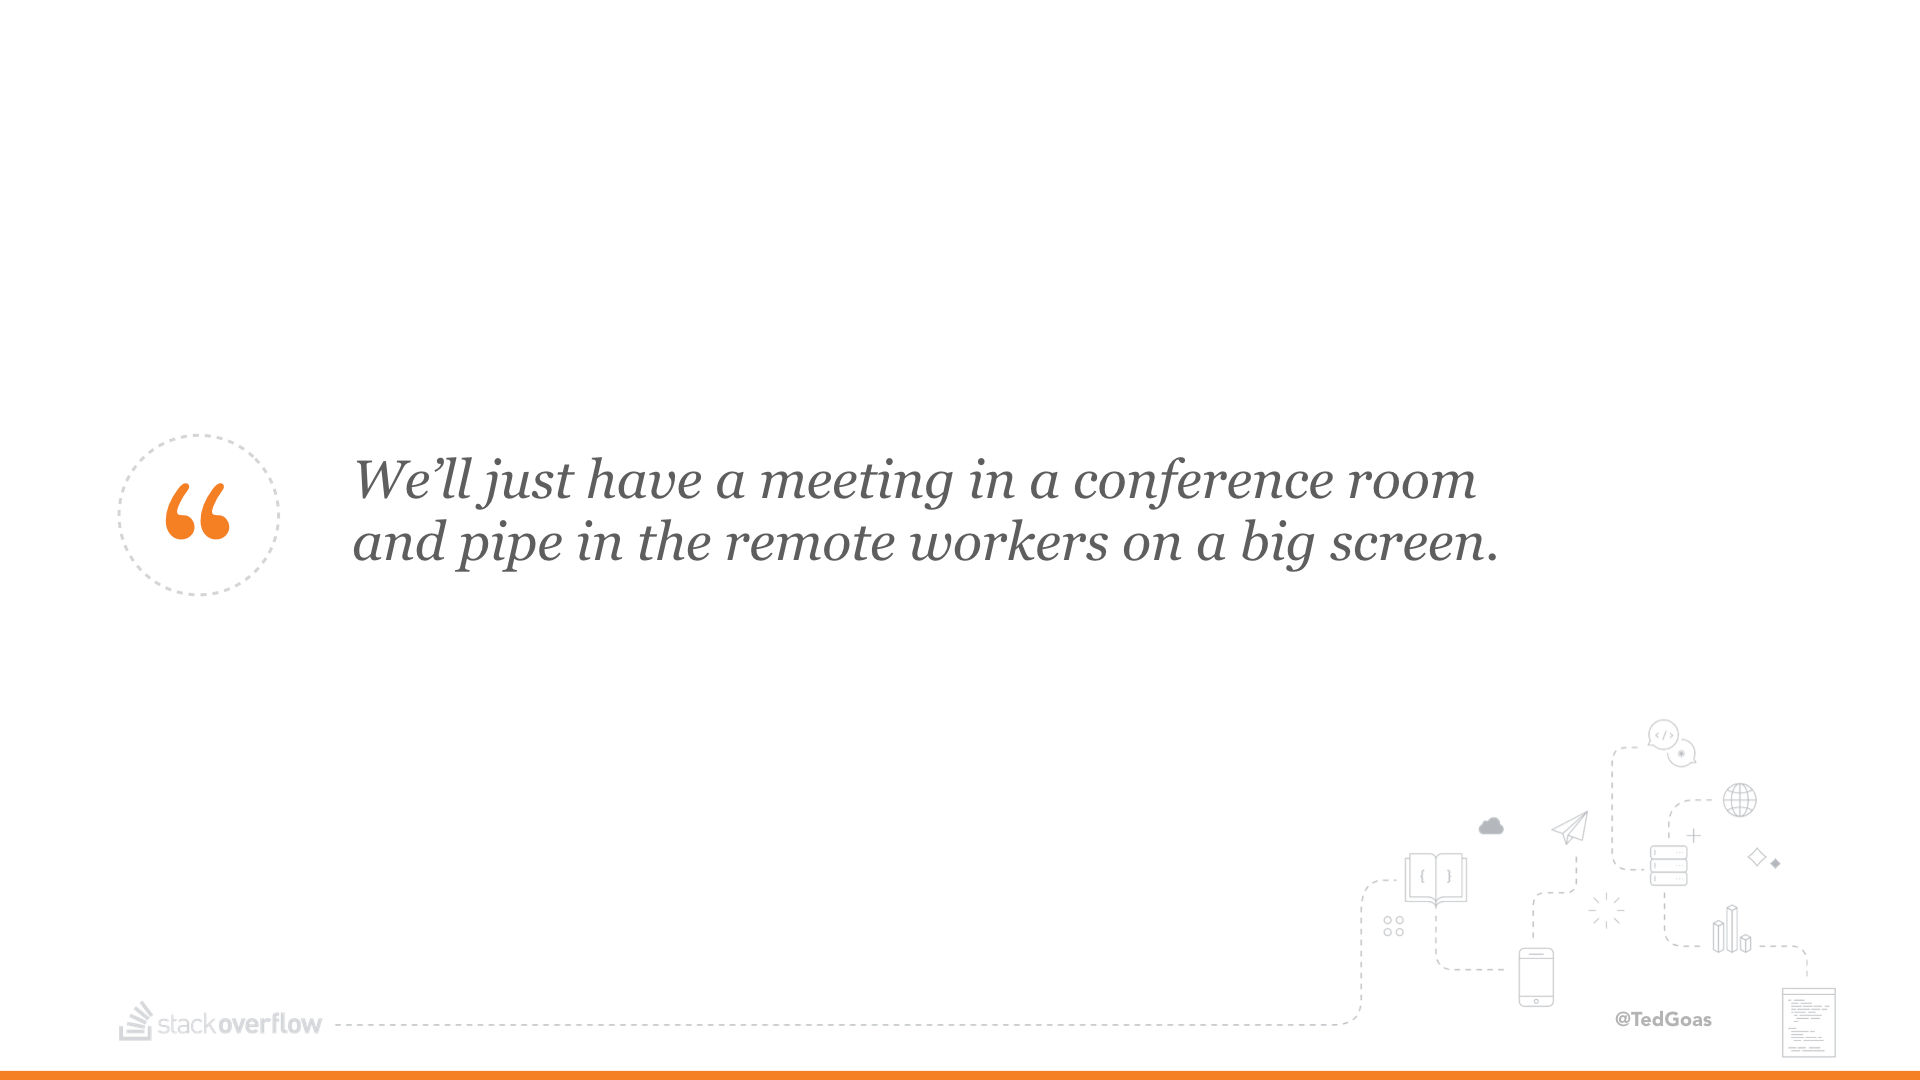 “
We’ll just have a meeting in a conference room
and pipe in the remote workers on a big screen.
</>
{ }
stackoverflow
@TedGoas